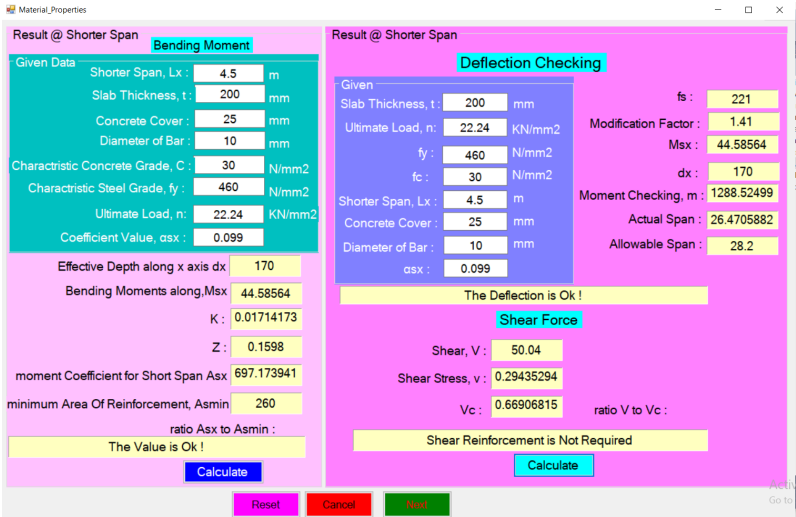 Material_Properties
Result @ Shorter Span
Bending Moment
Given Data
Shorter Span, Lx : 4.5 m
Slab Thickness, t : 200 mm
Concrete Cover : 25 mm
Diameter of Bar : 10 mm
Charactristic Concrete Grade, C : 30 N/mm2
Charactristic Steel Grade, fy : 460 N/mm2
Ultimate Load, n: 22.24 KN/mm2
Coefficient Value, αsx : 0.099
Effective Depth along x axis dx 170
Bending Moments along,Msx 44.58564
K : 0.01714173
Z : 0.1598
moment Coefficient for Short Span Asx 697.173941
minimum Area Of Reinforcement, Asmin 260
ratio Asx to Asmin :
The Value is Ok !
Calculate
Result @ Shorter Span
Deflection Checking
Given
Slab Thickness, t : 200 mm
Ultimate Load, n: 22.24 KN/mm2
fy : 460 N/mm2
fc : 30 N/mm2
Shorter Span, Lx : 4.5 m
Concrete Cover : 25 mm
Diameter of Bar : 10 mm
αsx : 0.099
fs : 221
Modification Factor : 1.41
Msx : 44.58564
dx : 170
Moment Checking, m : 1288.52499
Actual Span : 26.4705882
Allowable Span : 28.2
The Deflection is Ok !
Shear Force
Shear, V : 50.04
Shear Stress, v : 0.29435294
Vc : 0.66906815 ratio V to Vc :
Shear Reinforcement is Not Required
Calculate
Reset Cancel Next
Go to